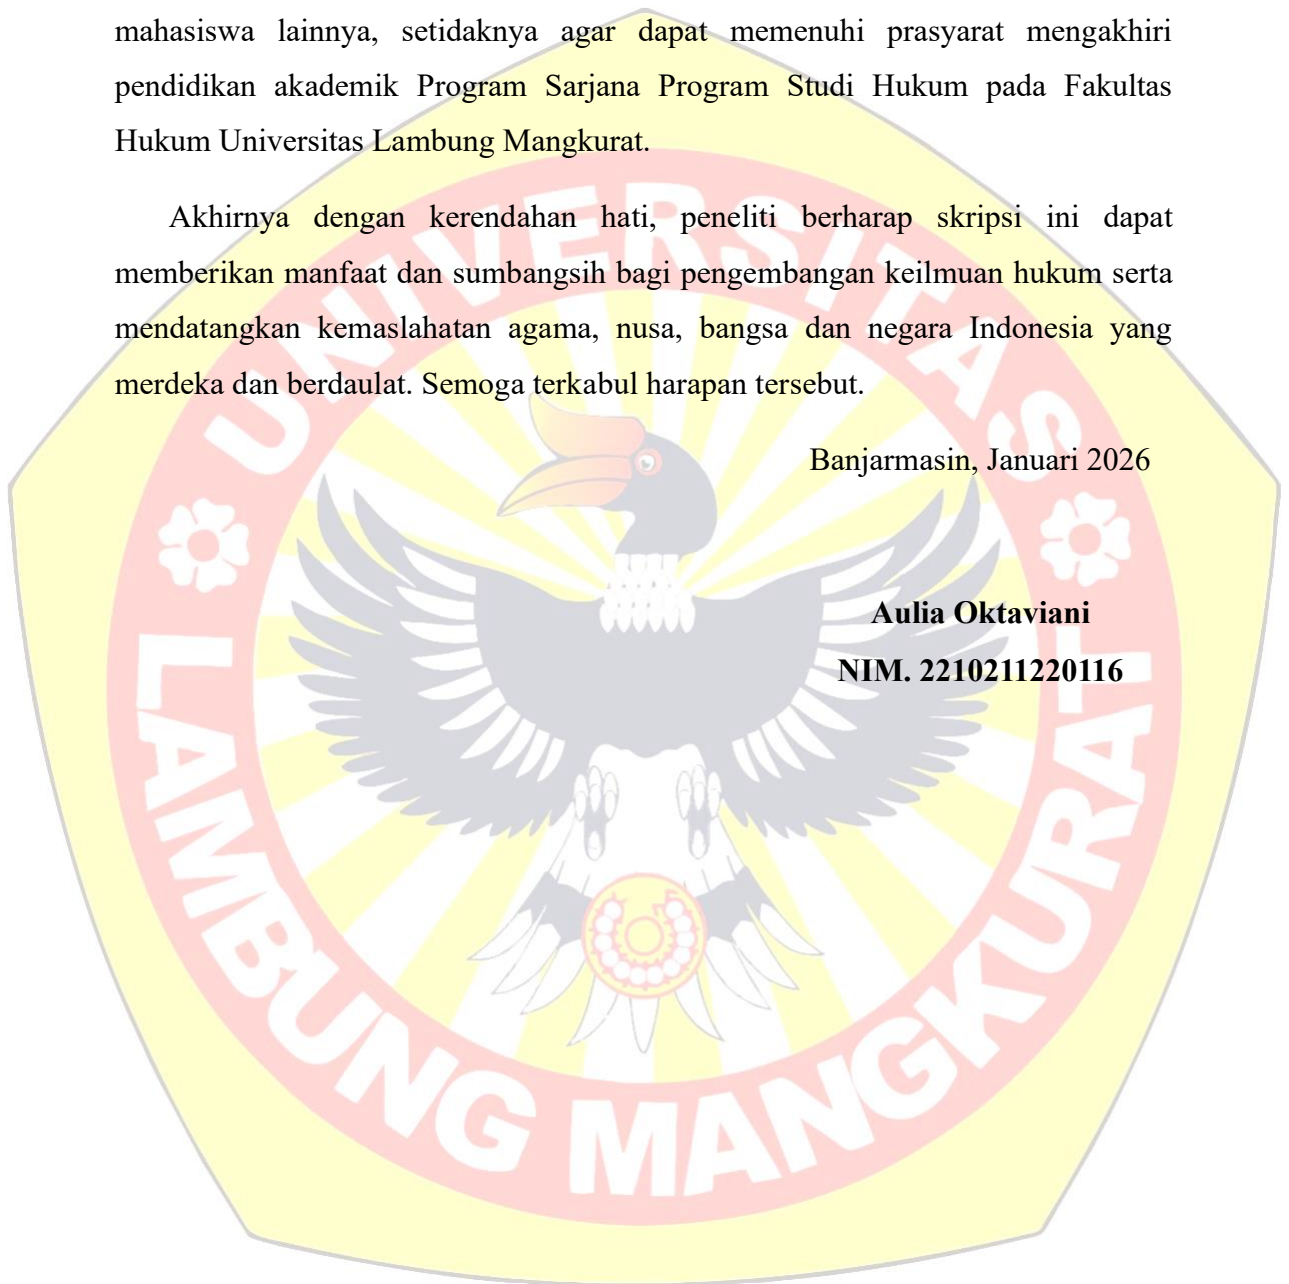 mahasiswa lainnya, setidaknya agar dapat memenuhi prasyarat mengakhiri
pendidikan akademik Program Sarjana Program Studi Hukum pada Fakultas
Hukum Universitas Lambung Mangkurat.
Akhirnya dengan kerendahan hati, peneliti berharap skripsi ini dapat
memberikan manfaat dan sumbangsih bagi pengembangan keilmuan hukum serta
mendatangkan kemaslahatan agama, nusa, bangsa dan negara Indonesia yang
merdeka dan berdaulat. Semoga terkabul harapan tersebut.
Banjarmasin, Januari 2026
Aulia Oktaviani
NIM. 2210211220116
UNIVERSITAS
LAMBUNG MANGKURAT